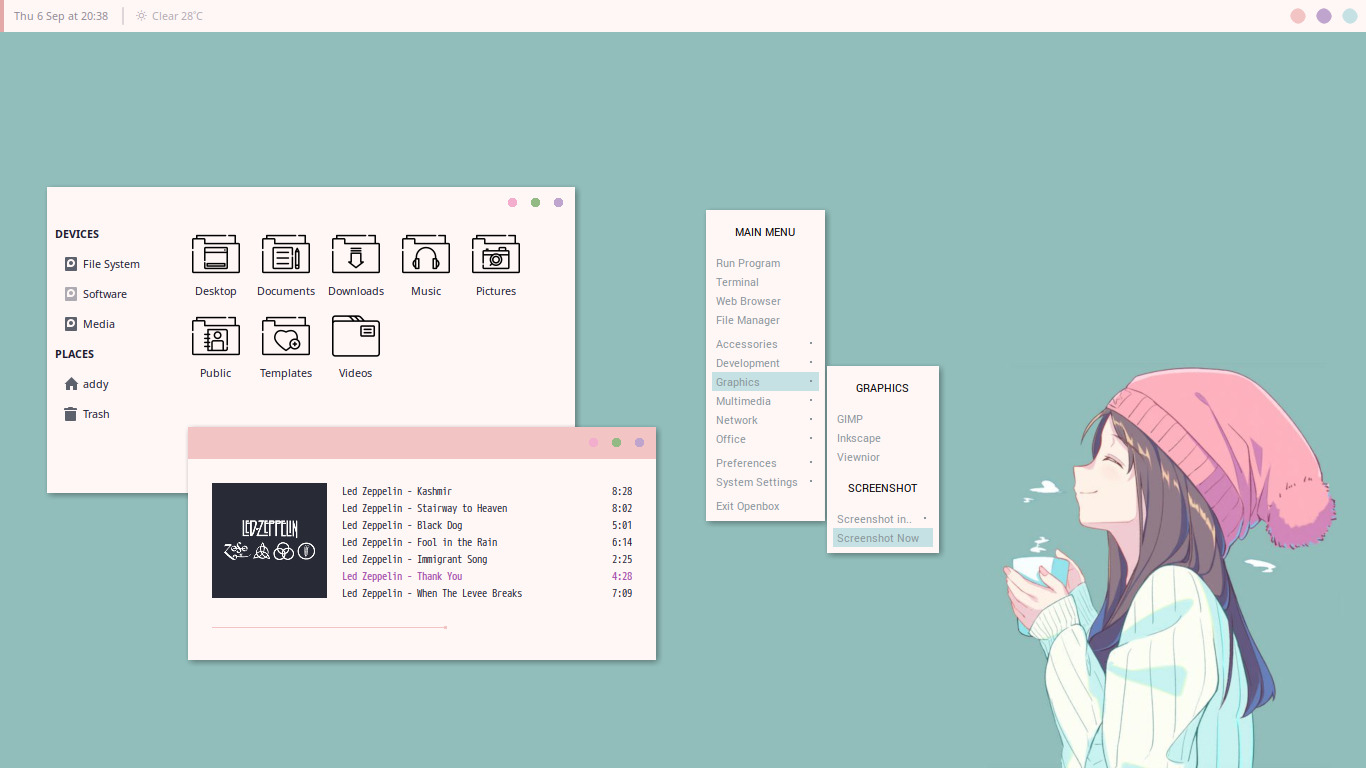 Thu 6 Sep at 20:38
Clear 28°C
DEVICES
File System
Software
Media
PLACES
addy
Trash
Desktop
Documents
Downloads
Music
Pictures
Public
Templates
Videos
LED-ZEPPELIN
Led Zeppelin - Kashmir 8:28
Led Zeppelin - Stairway to Heaven 8:02
Led Zeppelin - Black Dog 5:01
Led Zeppelin - Fool in the Rain 6:14
Led Zeppelin - Immigrant Song 2:25
Led Zeppelin - Thank You 4:28
Led Zeppelin - When The Levee Breaks 7:09
MAIN MENU
Run Program
Terminal
Web Browser
File Manager
Accessories
Development
Graphics
Multimedia
Network
Office
Preferences
System Settings
Exit Openbox
GRAPHICS
GIMP
Inkscape
Viewnior
SCREENSHOT
Screenshot in..
Screenshot Now